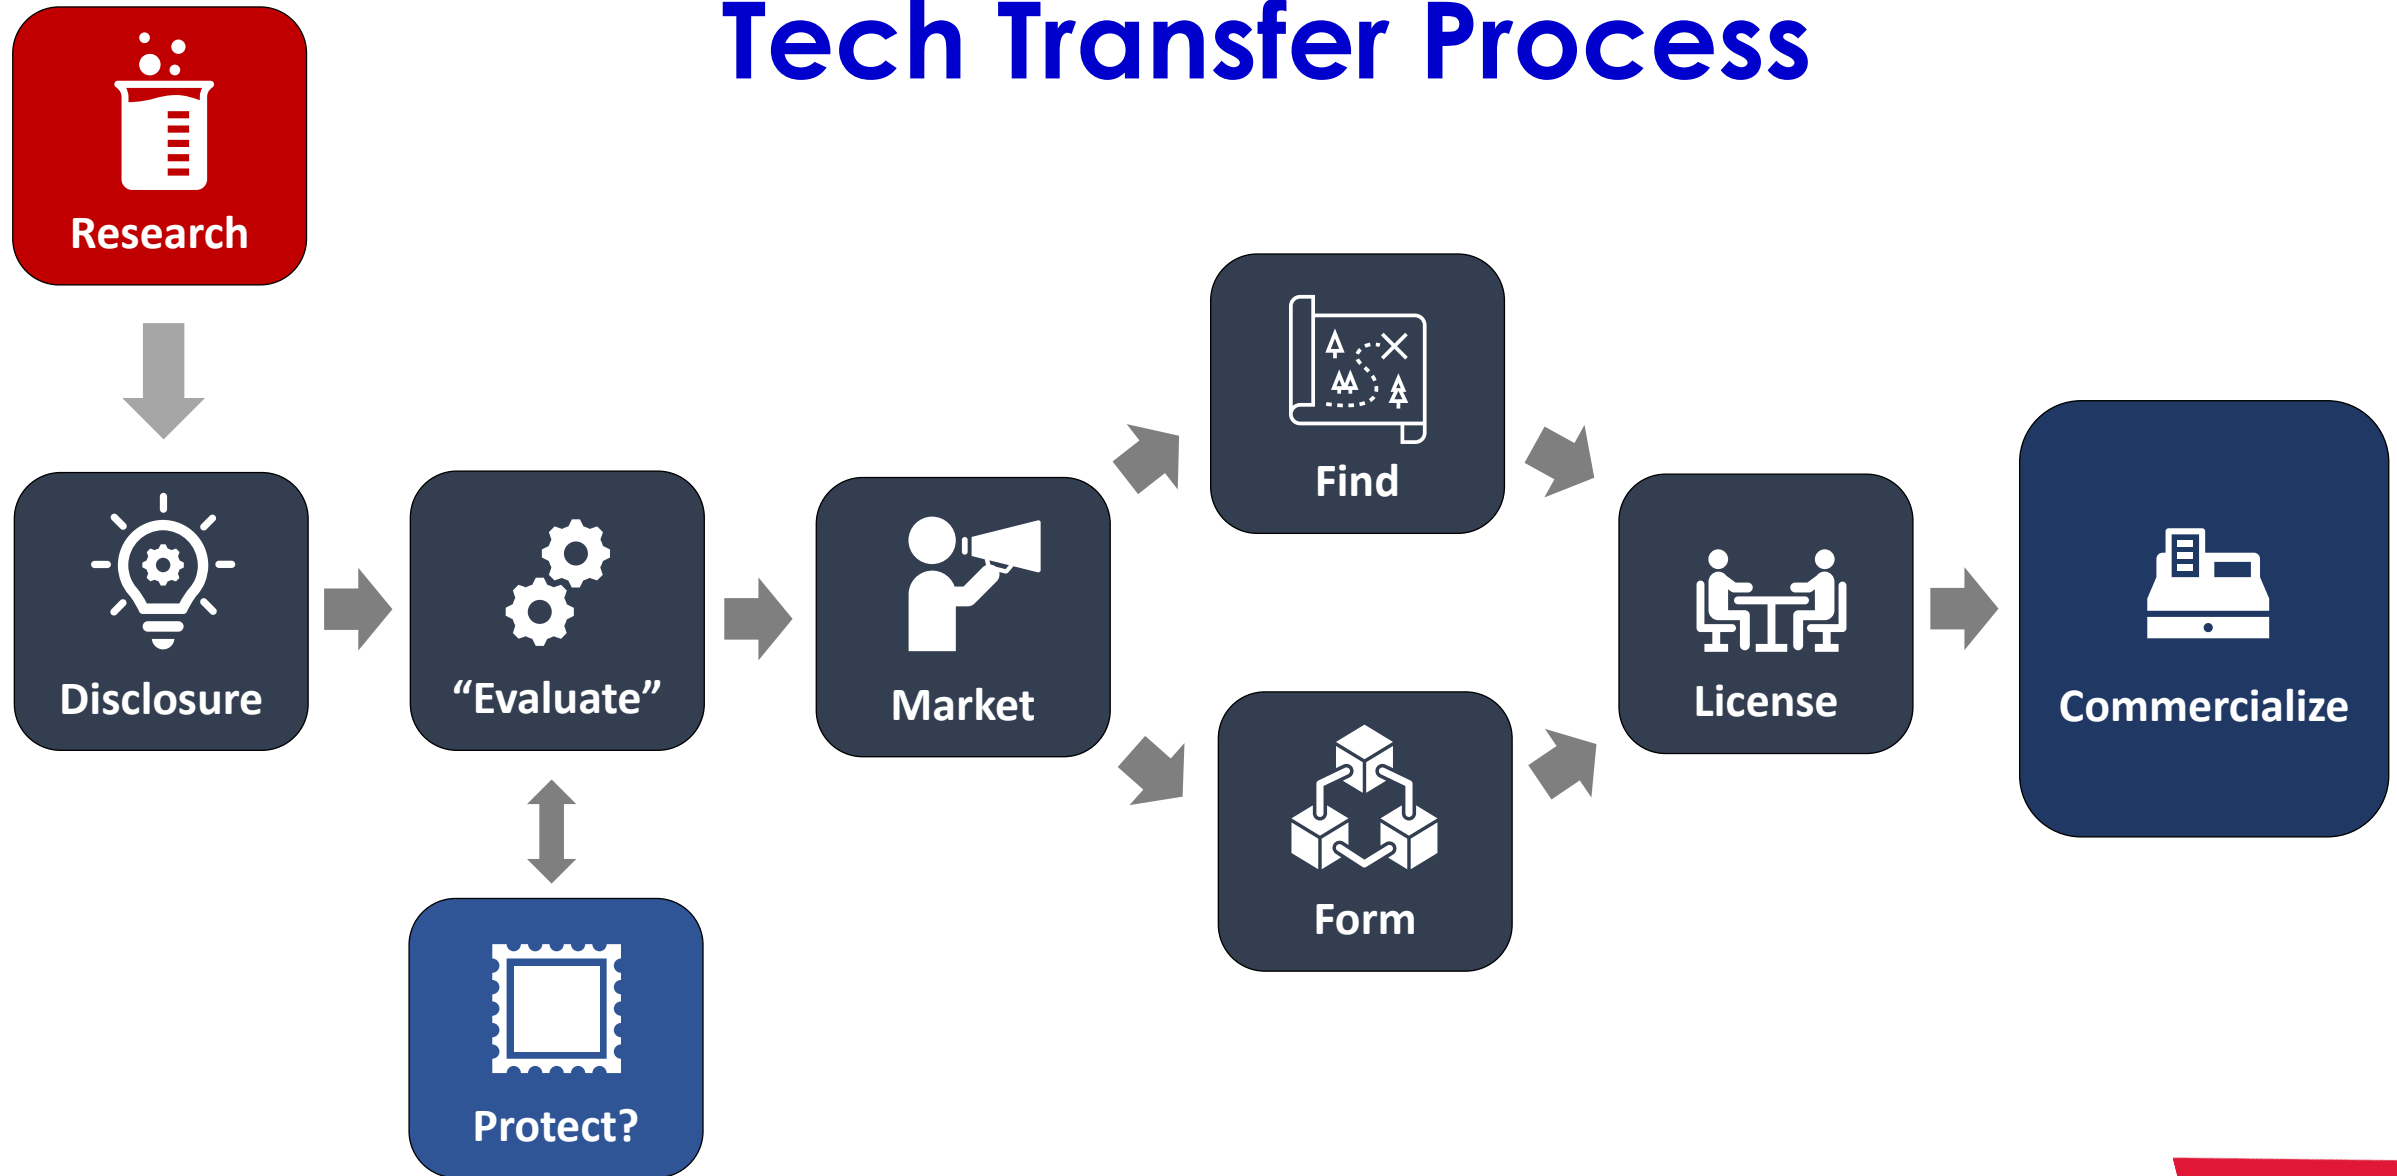 Tech Transfer Process
Research
Disclosure
“Evaluate”
Protect?
Market
Find
Form
License
Commercialize